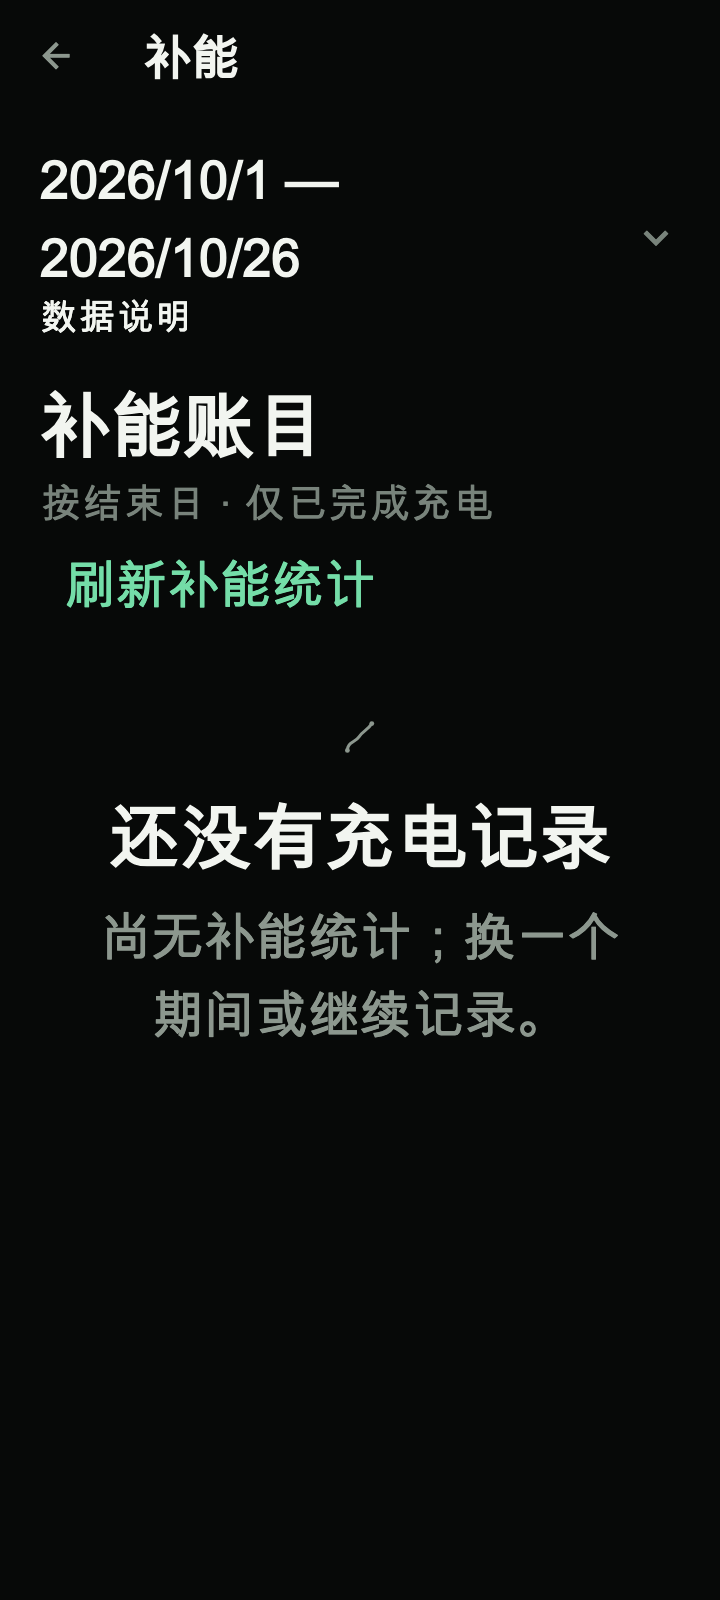 补能
2026/10/1 —
2026/10/26
数据说明
补能账目
按结束日 · 仅已完成充电
刷新补能统计
还没有充电记录
尚无补能统计；换一个
期间或继续记录。